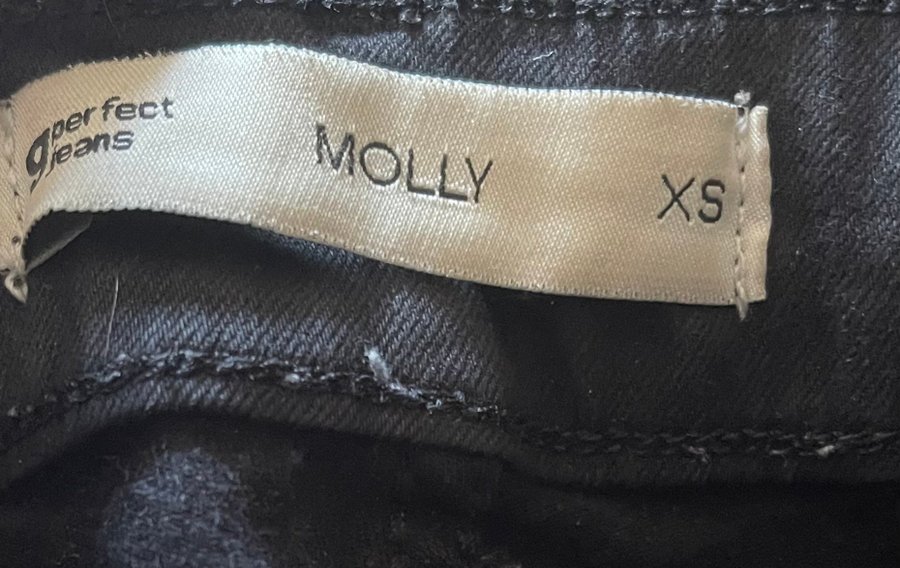 g perfect
jeans
MOLLY
XS